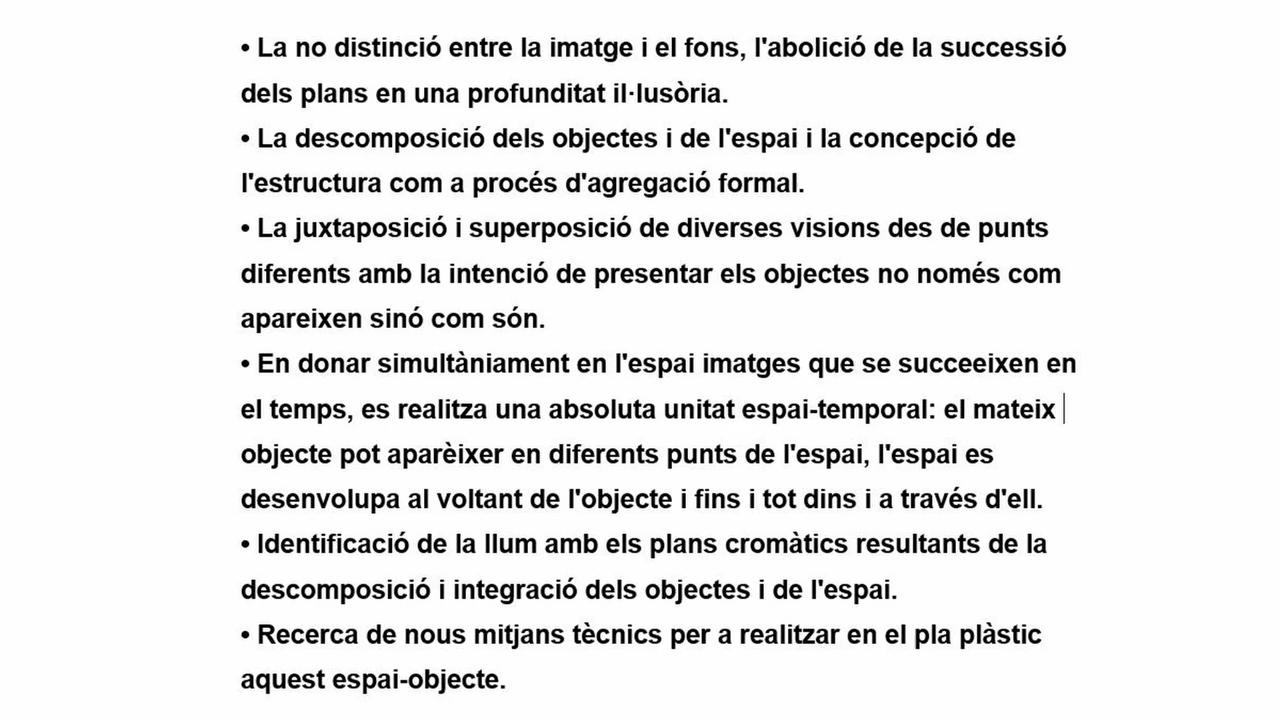 • La no distinció entre la imatge i el fons, l'abolició de la successió
dels plans en una profunditat il·lusòria.
• La descomposició dels objectes i de l'espai i la concepció de
l'estructura com a procés d'agregació formal.
• La juxtaposició i superposició de diverses visions des de punts
diferents amb la intenció de presentar els objectes no només com
apareixen sinó com són.
• En donar simultàniament en l'espai imatges que se succeeixen en
el temps, es realitza una absoluta unitat espai-temporal: el mateix
objecte pot aparèixer en diferents punts de l'espai, l'espai es
desenvolupa al voltant de l'objecte i fins i tot dins i a través d'ell.
• Identificació de la llum amb els plans cromàtics resultants de la
descomposició i integració dels objectes i de l'espai.
• Recerca de nous mitjans tècnics per a realitzar en el pla plàstic
aquest espai-objecte.